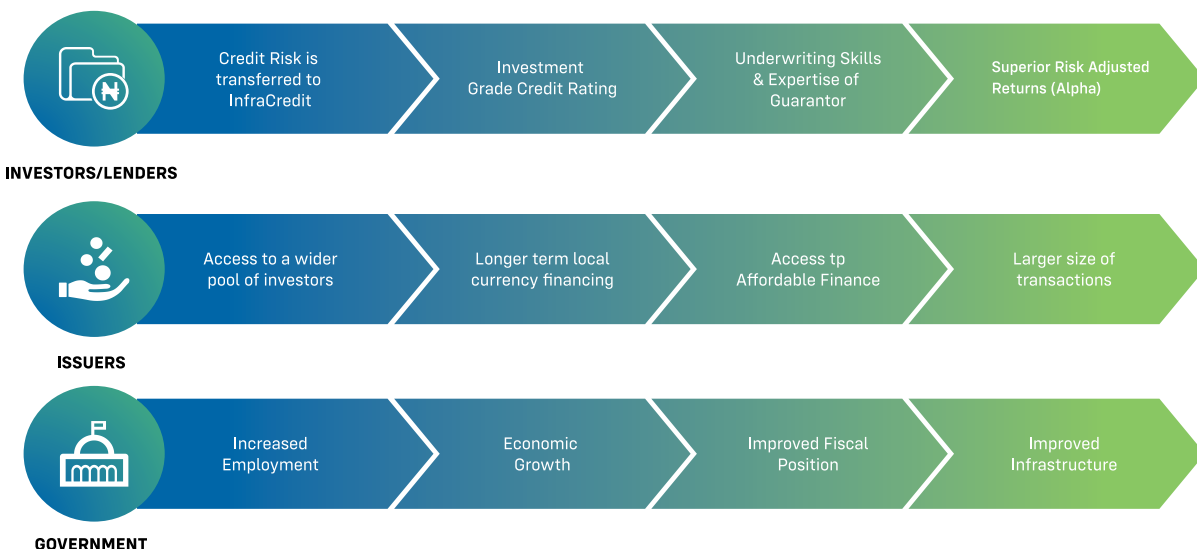 Credit Risk is
transferred to
InfraCredit
Investment
Grade Credit Rating
Underwriting Skills
& Expertise of
Guarantor
Superior Risk Adjusted
Returns (Alpha)
INVESTORS/LENDERS
Access to a wider
pool of investors
Longer term local
currency financing
Access tp
Affordable Finance
Larger size of
transactions
ISSUERS
Increased
Employment
Economic
Growth
Improved Fiscal
Position
Improved
Infrastructure
GOVERNMENT